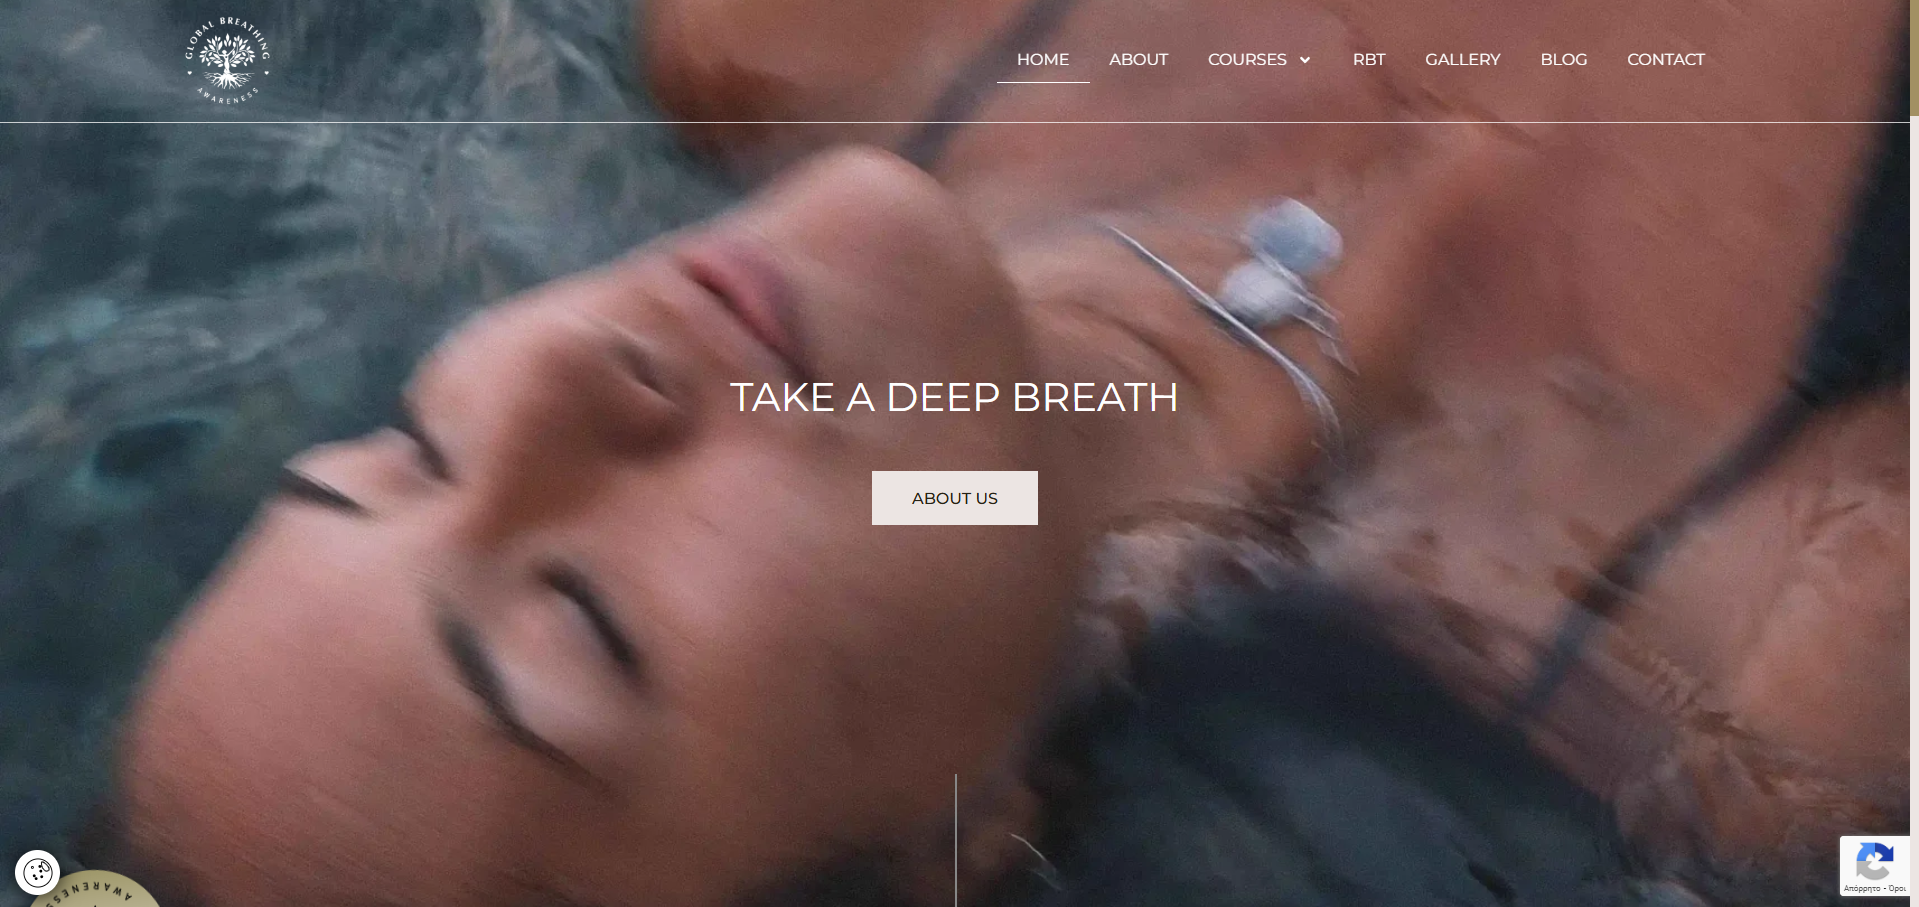 GLOBAL BREATHING
AWARENESS
HOME
ABOUT
COURSES
RBT
GALLERY
BLOG
CONTACT
TAKE A DEEP BREATH
ABOUT US
AWARENESS
Απόρρητο - Όροι